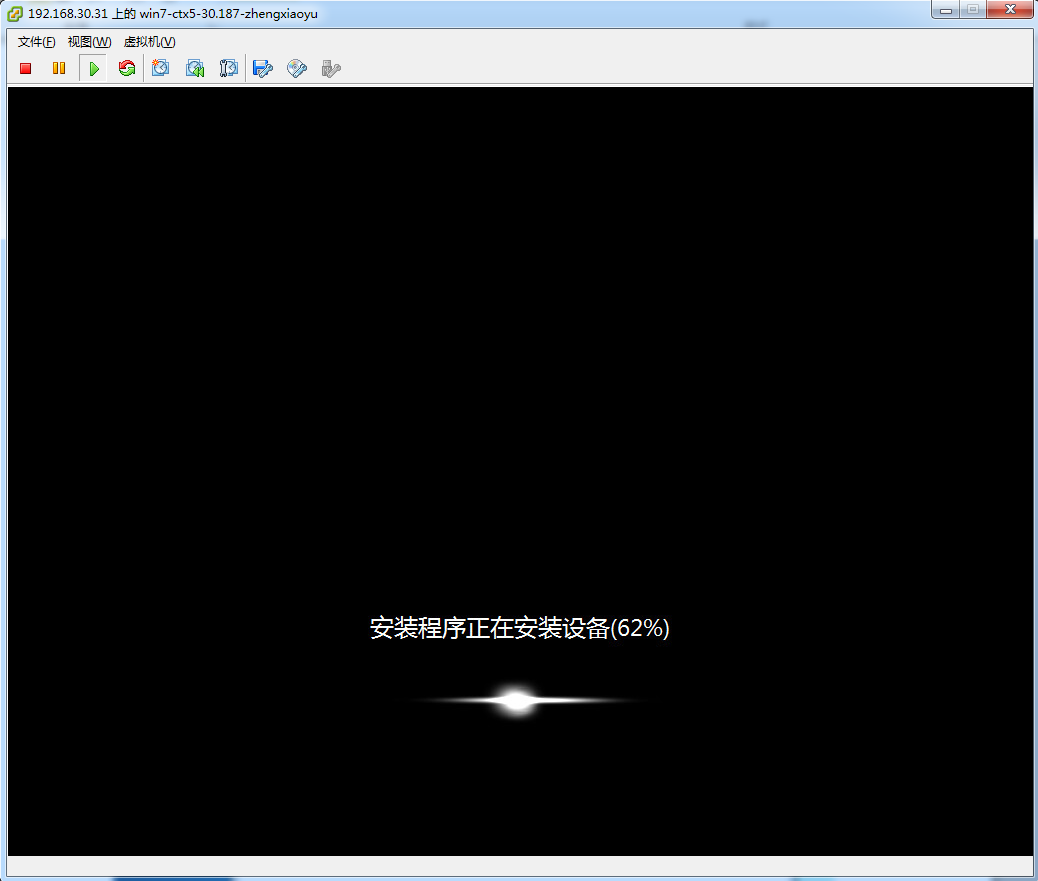 192.168.30.31 上的 win7-ctx5-30.187-zhengxiaoyu
文件(F) 视图(W) 虚拟机(V)
安装程序正在安装设备(62%)